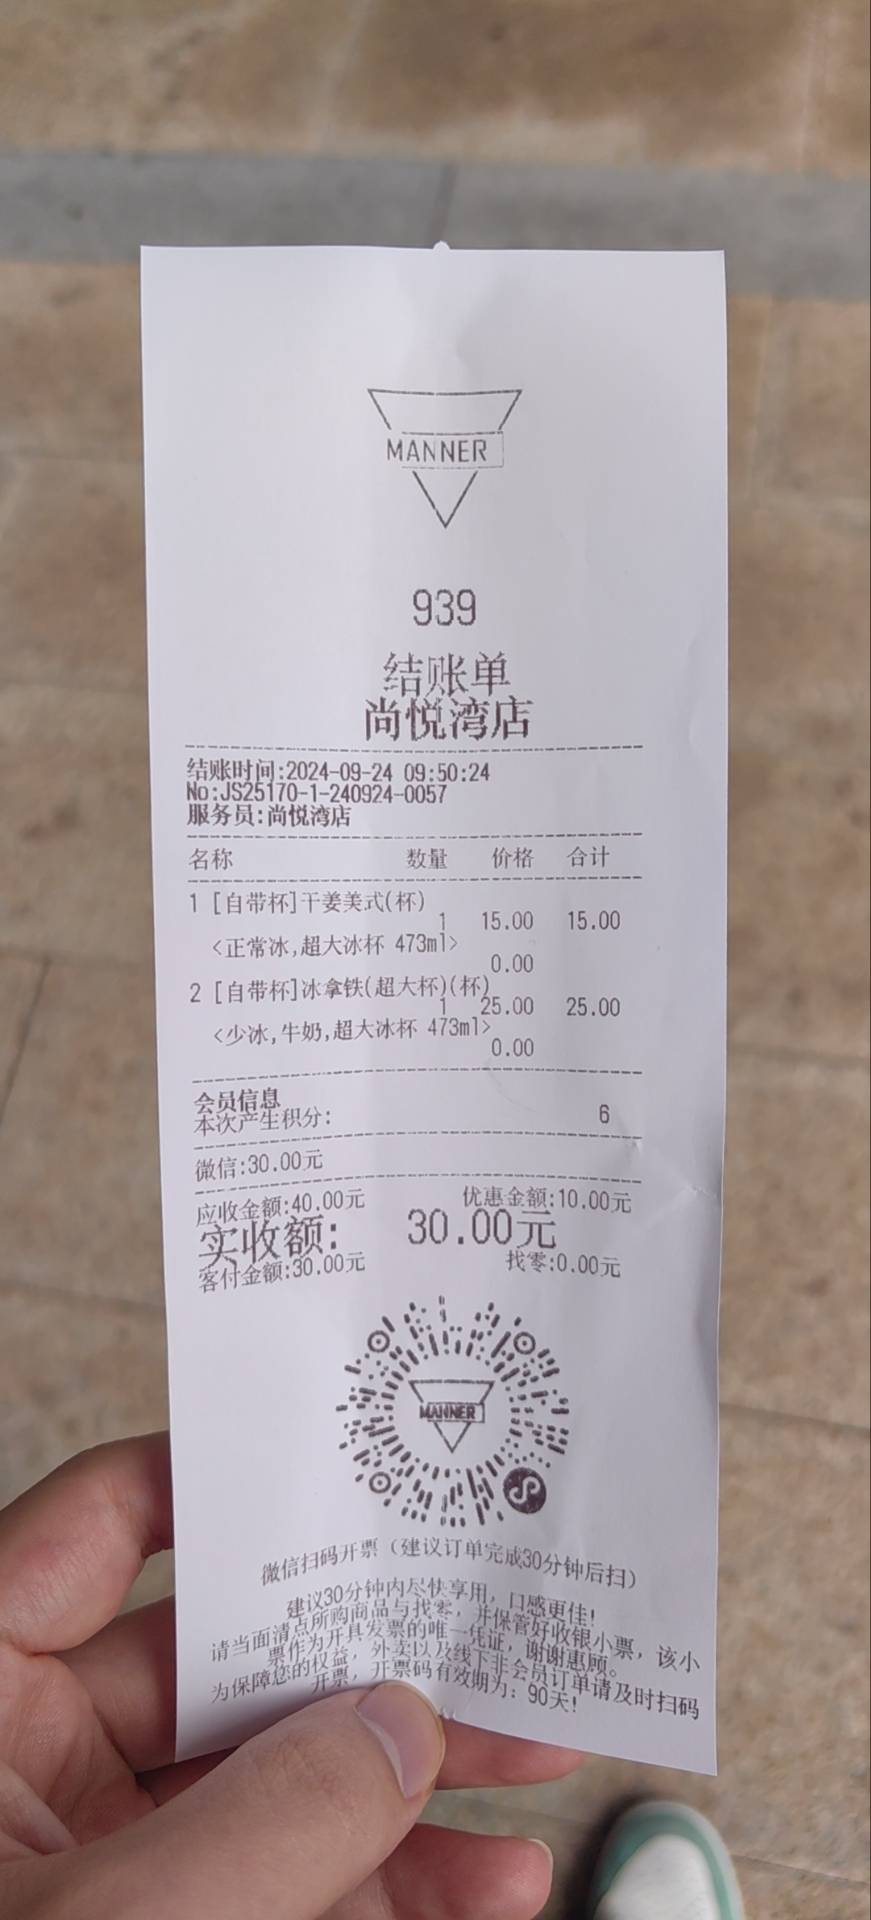 MANNER
939
结账单
尚悦湾店
结账时间:2024-09-24 09:50:24
No:JS25170-1-240924-0057
服务员:尚悦湾店
名称 数量 价格 合计
1 [自带杯]干姜美式(杯)
1 15.00 15.00
<正常冰,超大冰杯 473ml>
0.00
2 [自带杯]冰拿铁(超大杯)(杯)
1 25.00 25.00
<少冰,牛奶,超大冰杯 473ml>
0.00
会员信息
本次产生积分: 6
微信:30.00元
应收金额:40.00元 优惠金额:10.00元
实收额: 30.00元
客付金额:30.00元 找零:0.00元
MANNER
微信扫码开票（建议订单完成30分钟后扫）
建议30分钟内尽快享用，口感更佳！
请当面清点所购商品与找零，并保管好收银小票，该小
票作为开具发票的唯一凭证，谢谢惠顾。
为保障您的权益，外卖以及线下非会员订单请及时扫码
开票，开票码有效期为：90天！